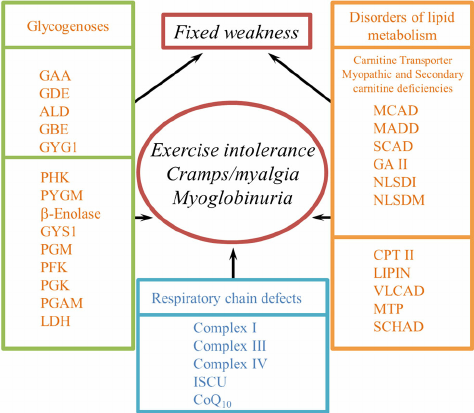 Glycogenoses
GAA
GDE
ALD
GBE
GYG1
PHK
PYGM
β-Enolase
GYS1
PGM
PFK
PGK
PGAM
LDH
Fixed weakness
Exercise intolerance
Cramps/myalgia
Myoglobinuria
Respiratory chain defects
Complex I
Complex III
Complex IV
ISCU
CoQ10
Disorders of lipid
metabolism
Carnitine Transporter
Myopathic and Secondary
carnitine deficiencies
MCAD
MADD
SCAD
GA II
NLSDI
NLSDM
CPT II
LIPIN
VLCAD
MTP
SCHAD